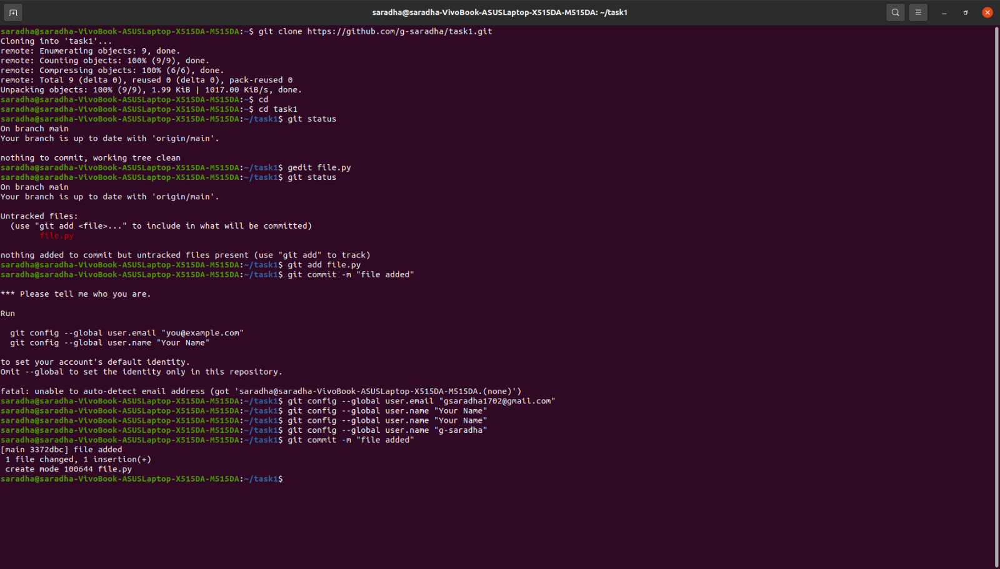 saradha@saradha-VivoBook-ASUSLaptop-X515DA-M515DA: ~/task1
saradha@saradha-VivoBook-ASUSLaptop-X515DA-M515DA:~$ git clone https://github.com/g-saradha/task1.git
Cloning into 'task1'...
remote: Enumerating objects: 9, done.
remote: Counting objects: 100% (9/9), done.
remote: Compressing objects: 100% (6/6), done.
remote: Total 9 (delta 0), reused 0 (delta 0), pack-reused 0
Unpacking objects: 100% (9/9), 1.99 KiB | 1017.00 KiB/s, done.
saradha@saradha-VivoBook-ASUSLaptop-X515DA-M515DA:~$ cd
saradha@saradha-VivoBook-ASUSLaptop-X515DA-M515DA:~$ cd task1
saradha@saradha-VivoBook-ASUSLaptop-X515DA-M515DA:~/task1$ git status
On branch main
Your branch is up to date with 'origin/main'.

nothing to commit, working tree clean
saradha@saradha-VivoBook-ASUSLaptop-X515DA-M515DA:~/task1$ gedit file.py
saradha@saradha-VivoBook-ASUSLaptop-X515DA-M515DA:~/task1$ git status
On branch main
Your branch is up to date with 'origin/main'.

Untracked files:
  (use "git add <file>..." to include in what will be committed)
        file.py

nothing added to commit but untracked files present (use "git add" to track)
saradha@saradha-VivoBook-ASUSLaptop-X515DA-M515DA:~/task1$ git add file.py
saradha@saradha-VivoBook-ASUSLaptop-X515DA-M515DA:~/task1$ git commit -m "file added"

*** Please tell me who you are.

Run

  git config --global user.email "you@example.com"
  git config --global user.name "Your Name"

to set your account's default identity.
Omit --global to set the identity only in this repository.

fatal: unable to auto-detect email address (got 'saradha@saradha-VivoBook-ASUSLaptop-X515DA-M515DA.(none)')
saradha@saradha-VivoBook-ASUSLaptop-X515DA-M515DA:~/task1$ git config --global user.email "gsaradha1702@gmail.com"
saradha@saradha-VivoBook-ASUSLaptop-X515DA-M515DA:~/task1$ git config --global user.name "Your Name"
saradha@saradha-VivoBook-ASUSLaptop-X515DA-M515DA:~/task1$ git config --global user.name "Your Name"
saradha@saradha-VivoBook-ASUSLaptop-X515DA-M515DA:~/task1$ git config --global user.name "g-saradha"
saradha@saradha-VivoBook-ASUSLaptop-X515DA-M515DA:~/task1$ git commit -m "file added"
[main 3372dbc] file added
 1 file changed, 1 insertion(+)
 create mode 100644 file.py
saradha@saradha-VivoBook-ASUSLaptop-X515DA-M515DA:~/task1$